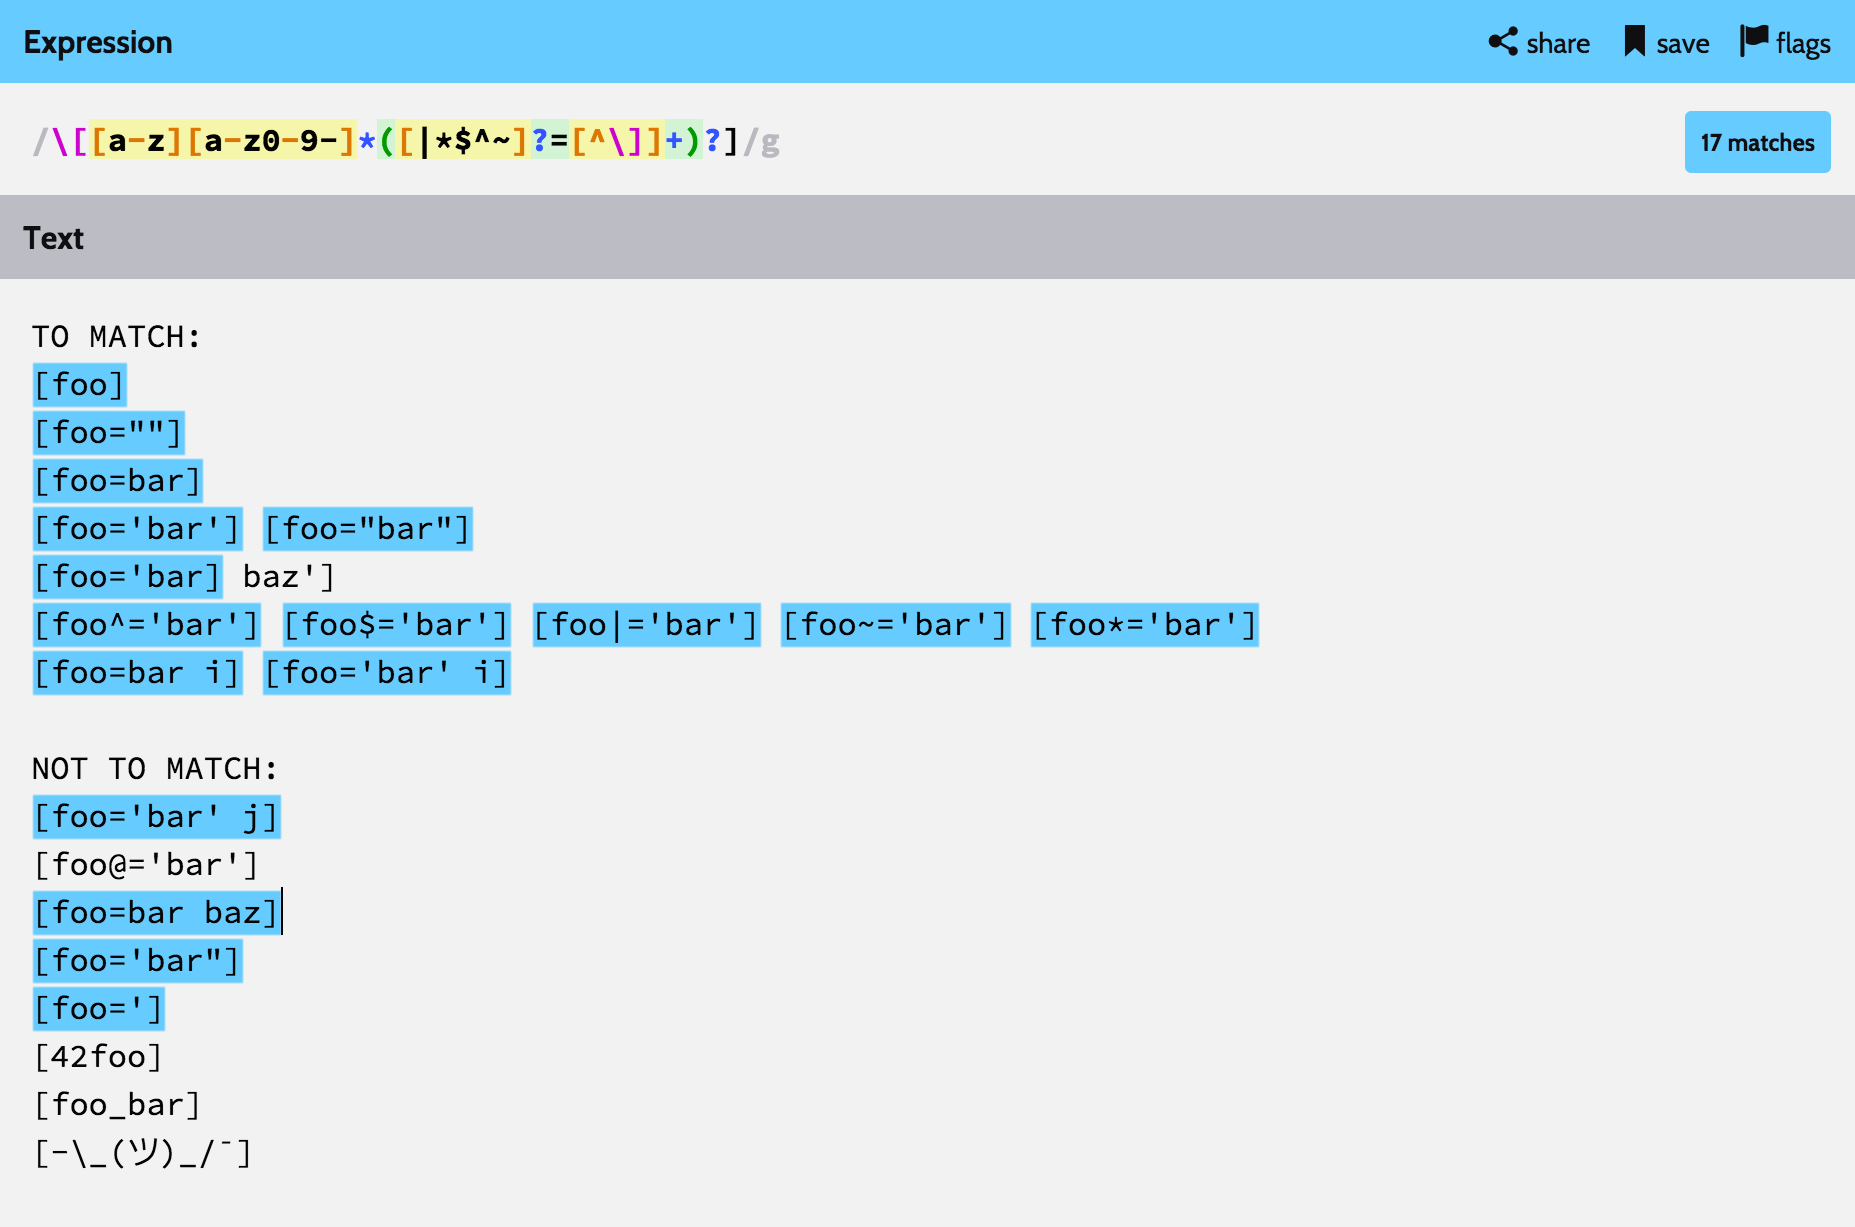 Expression share save flags
/\[[a-z][a-z0-9-]*([|*$^~]?=[^\]]+)?]/g 17 matches
Text
TO MATCH:
[foo]
[foo=""]
[foo=bar]
[foo='bar'] [foo="bar"]
[foo='bar] baz']
[foo^='bar'] [foo$='bar'] [foo|='bar'] [foo~='bar'] [foo*='bar']
[foo=bar i] [foo='bar' i]
NOT TO MATCH:
[foo='bar' j]
[foo@='bar']
[foo=bar baz]
[foo='bar"]
[foo=']
[42foo]
[foo_bar]
[-\_(ツ)_/¯]